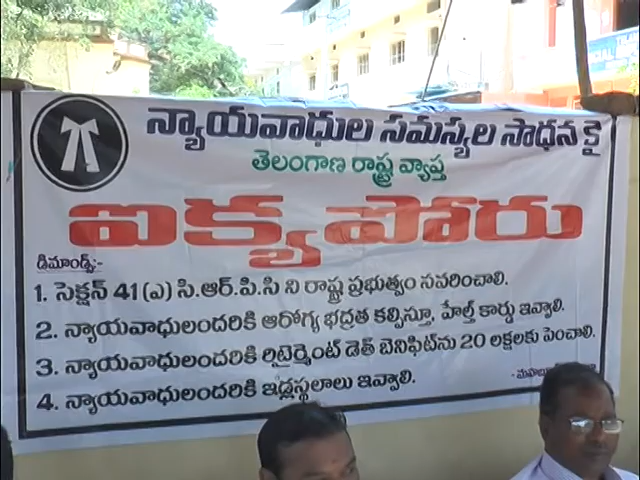 న్యాయవాధుల సమస్యల సాధన కై
తెలంగాణ రాష్ట్ర వ్యాప్త
ఐక్యపోరు
డిమాండ్స్:-
1. సెక్షన్ 41 (ఎ) సి.ఆర్.పి.సి ని రాష్ట్ర ప్రభుత్వం సవరించాలి.
2. న్యాయవాధులందరికి ఆరోగ్య భద్రత కల్పిస్తూ, హేల్త్ కార్డు ఇవ్వాలి.
3. న్యాయవాధులందరికి రిటైర్మెంట్ డెత్ బెనిఫిట్‌ను 20 లక్షలకు పెంచాలి.
4. న్యాయవాధులందరికి ఇడ్లస్థలాలు ఇవ్వాలి.